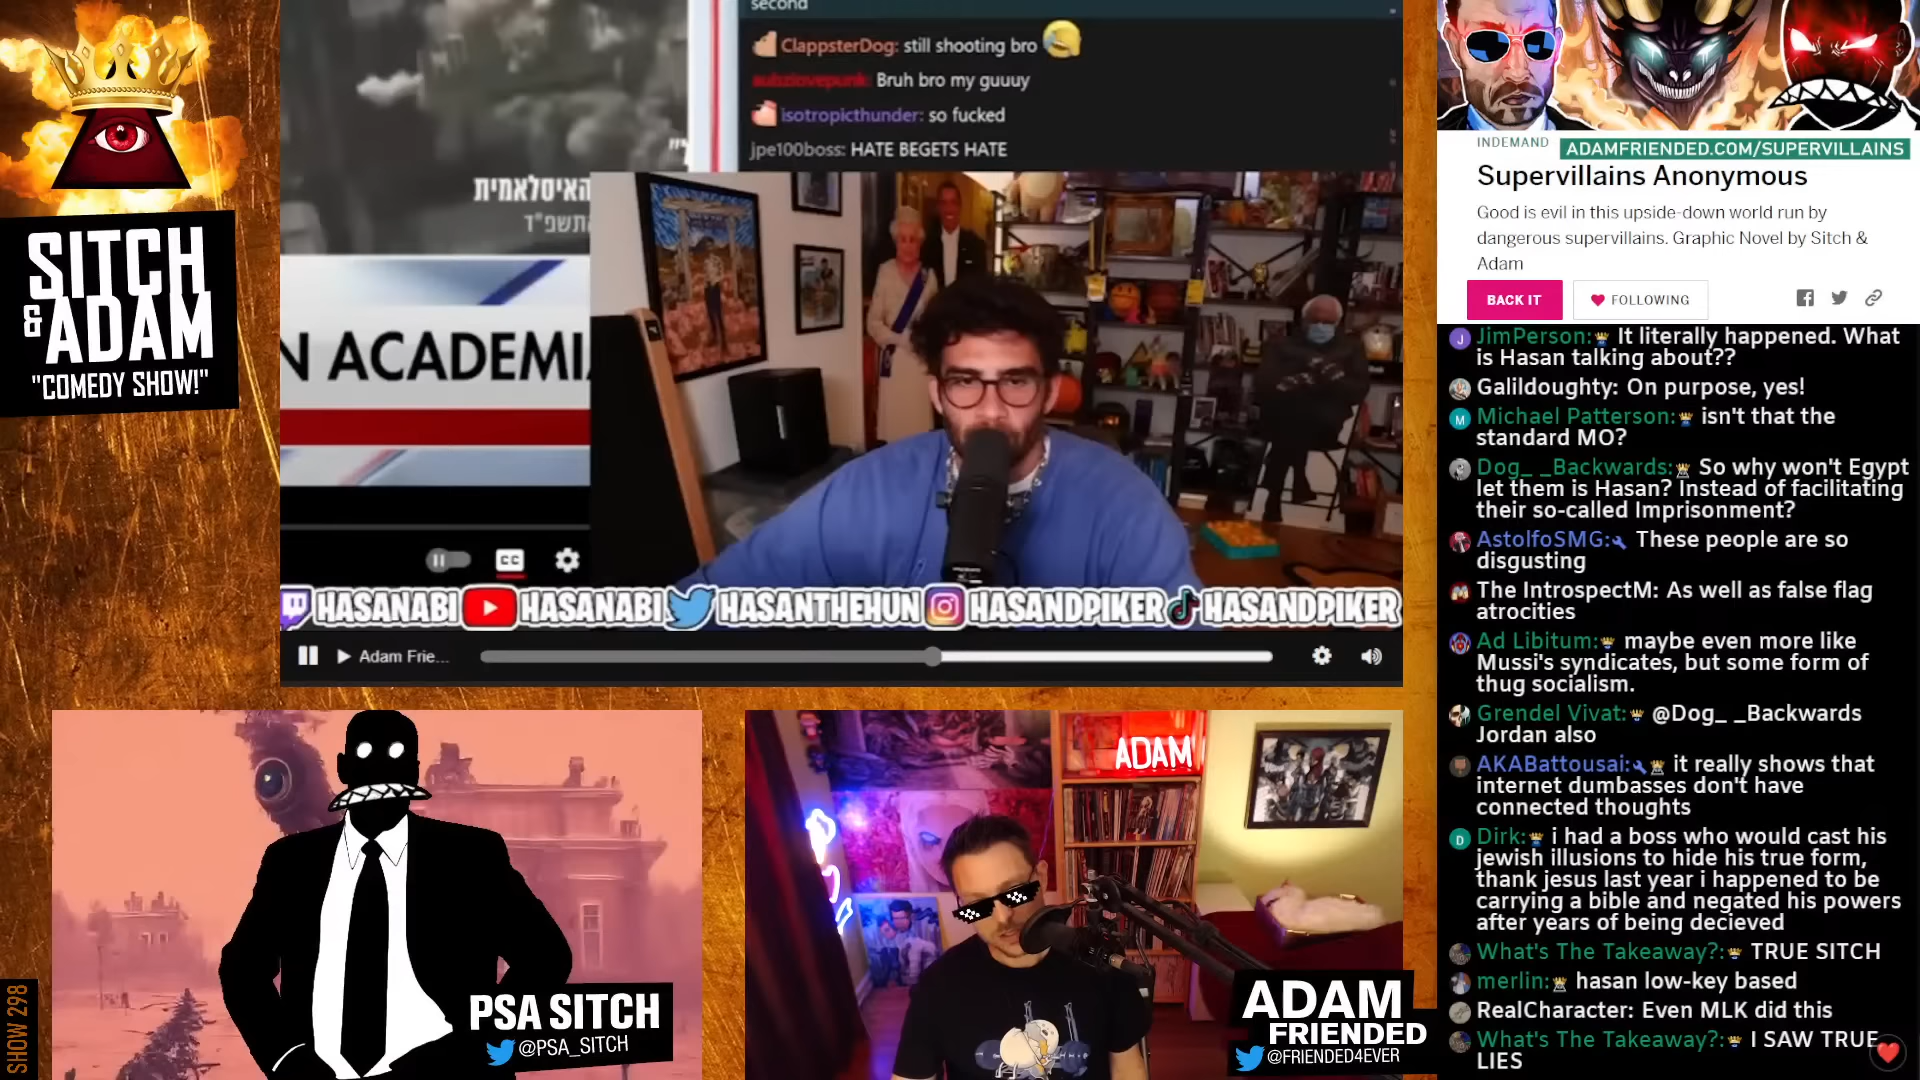 SITCH
& ADAM
"COMEDY SHOW!"
SHOW 298
second
ClappsterDog: still shooting bro
Bruh bro my guuuy
isotropicthunder: so fucked
jpe100boss: HATE BEGETS HATE
האיסלאמית
התשפ"ד
N ACADEMI
CC
HASANABI HASANABI HASANTHEHUN HASANDPIKER HASANDPIKER
Adam Frie...
PSA SITCH
@PSA_SITCH
ADAM
ADAM
FRIENDED
@FRIENDED4EVER
INDEMAND
ADAMFRIENDED.COM/SUPERVILLAINS
Supervillains Anonymous
Good is evil in this upside-down world run by
dangerous supervillains. Graphic Novel by Sitch &
Adam
BACK IT
FOLLOWING
J JimPerson: It literally happened. What
is Hasan talking about??
Galildoughty: On purpose, yes!
M Michael Patterson: isn't that the
standard MO?
Dog_ _Backwards: So why won't Egypt
let them is Hasan? Instead of facilitating
their so-called Imprisonment?
AstolfoSMG: These people are so
disgusting
The IntrospectM: As well as false flag
atrocities
Ad Libitum: maybe even more like
Mussi's syndicates, but some form of
thug socialism.
Grendel Vivat: @Dog_ _Backwards
Jordan also
AKABattousai: it really shows that
internet dumbasses don't have
connected thoughts
D Dirk: i had a boss who would cast his
jewish illusions to hide his true form,
thank jesus last year i happened to be
carrying a bible and negated his powers
after years of being decieved
What's The Takeaway?: TRUE SITCH
merlin: hasan low-key based
RealCharacter: Even MLK did this
What's The Takeaway?: I SAW TRUE
LIES